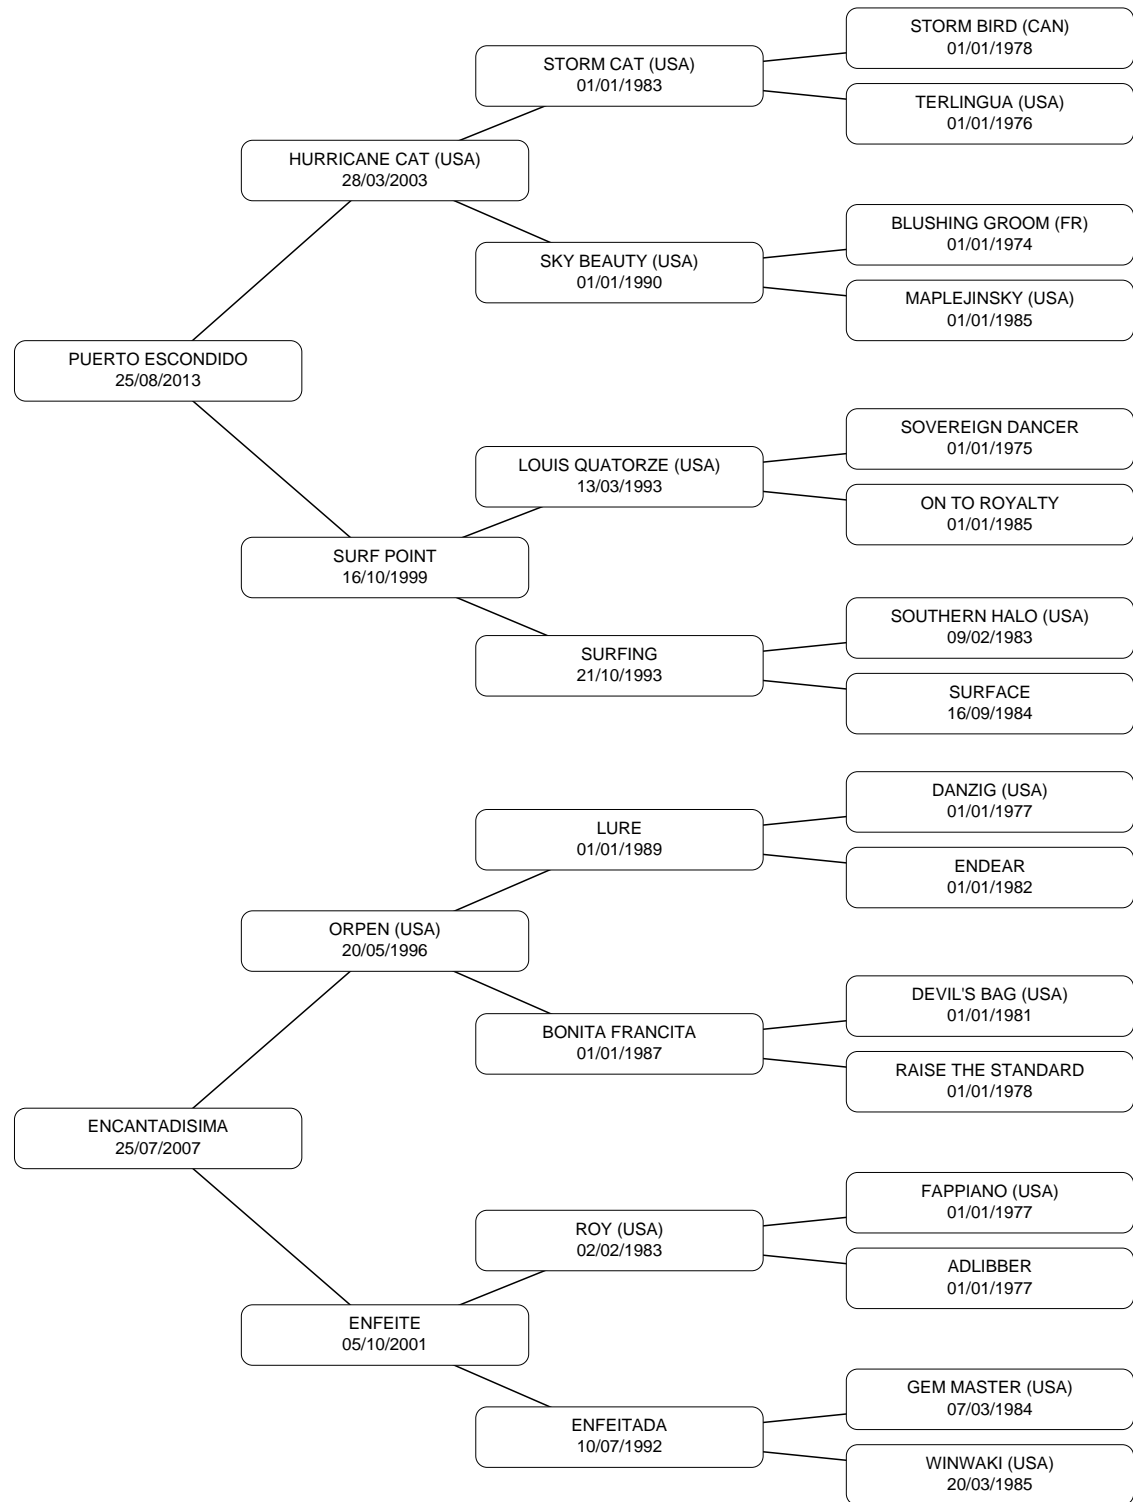 STORM BIRD (CAN)
01/01/1978
STORM CAT (USA)
01/01/1983
TERLINGUA (USA)
01/01/1976
HURRICANE CAT (USA)
28/03/2003
BLUSHING GROOM (FR)
01/01/1974
SKY BEAUTY (USA)
01/01/1990
MAPLEJINSKY (USA)
01/01/1985
PUERTO ESCONDIDO
25/08/2013
SOVEREIGN DANCER
01/01/1975
LOUIS QUATORZE (USA)
13/03/1993
ON TO ROYALTY
01/01/1985
SURF POINT
16/10/1999
SOUTHERN HALO (USA)
09/02/1983
SURFING
21/10/1993
SURFACE
16/09/1984
DANZIG (USA)
01/01/1977
LURE
01/01/1989
ENDEAR
01/01/1982
ORPEN (USA)
20/05/1996
DEVIL'S BAG (USA)
01/01/1981
BONITA FRANCITA
01/01/1987
RAISE THE STANDARD
01/01/1978
ENCANTADISIMA
25/07/2007
FAPPIANO (USA)
01/01/1977
ROY (USA)
02/02/1983
ADLIBBER
01/01/1977
ENFEITE
05/10/2001
GEM MASTER (USA)
07/03/1984
ENFEITADA
10/07/1992
WINWAKI (USA)
20/03/1985